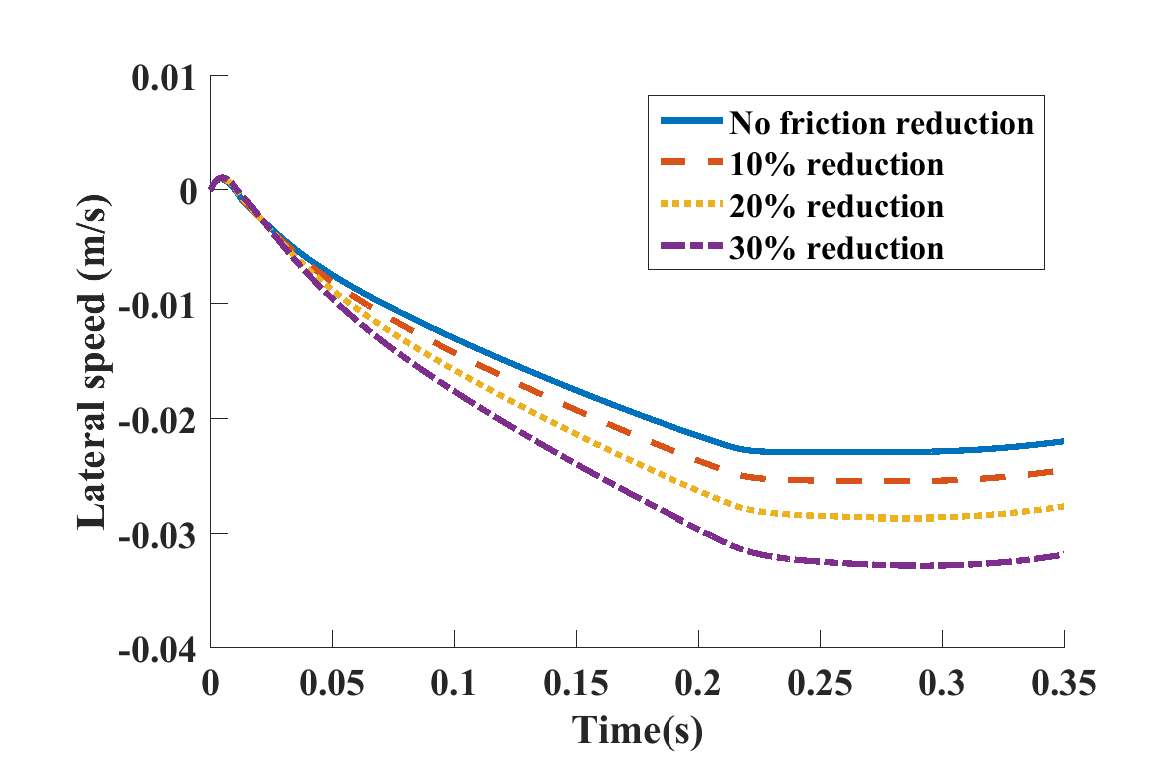 0.01
0
-0.01
-0.02
-0.03
-0.04
Lateral speed (m/s)
No friction reduction
10% reduction
20% reduction
30% reduction
0 0.05 0.1 0.15 0.2 0.25 0.3 0.35
Time(s)